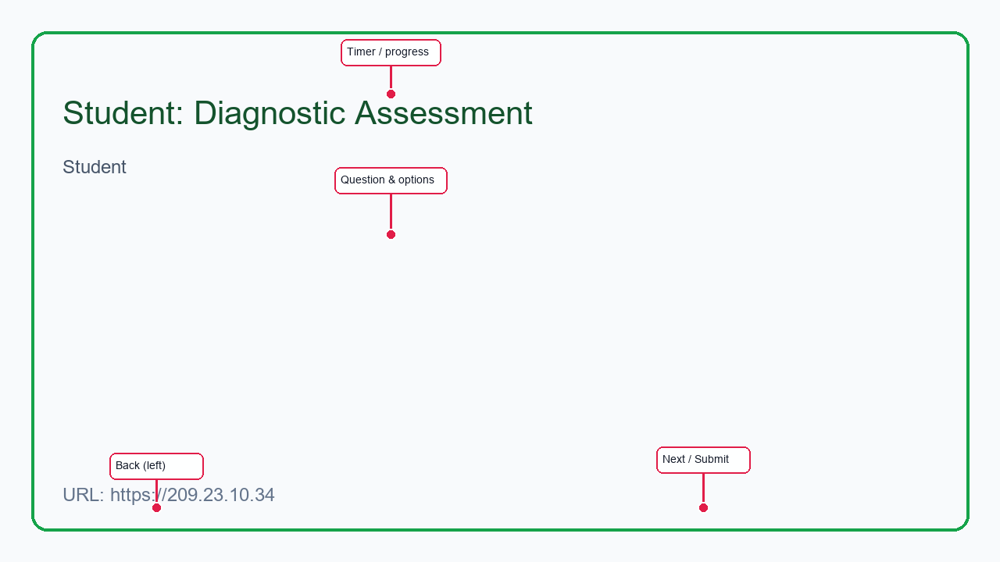 Timer / progress
Student: Diagnostic Assessment
Student
Question & options
Back (left)
Next / Submit
URL: https://209.23.10.34